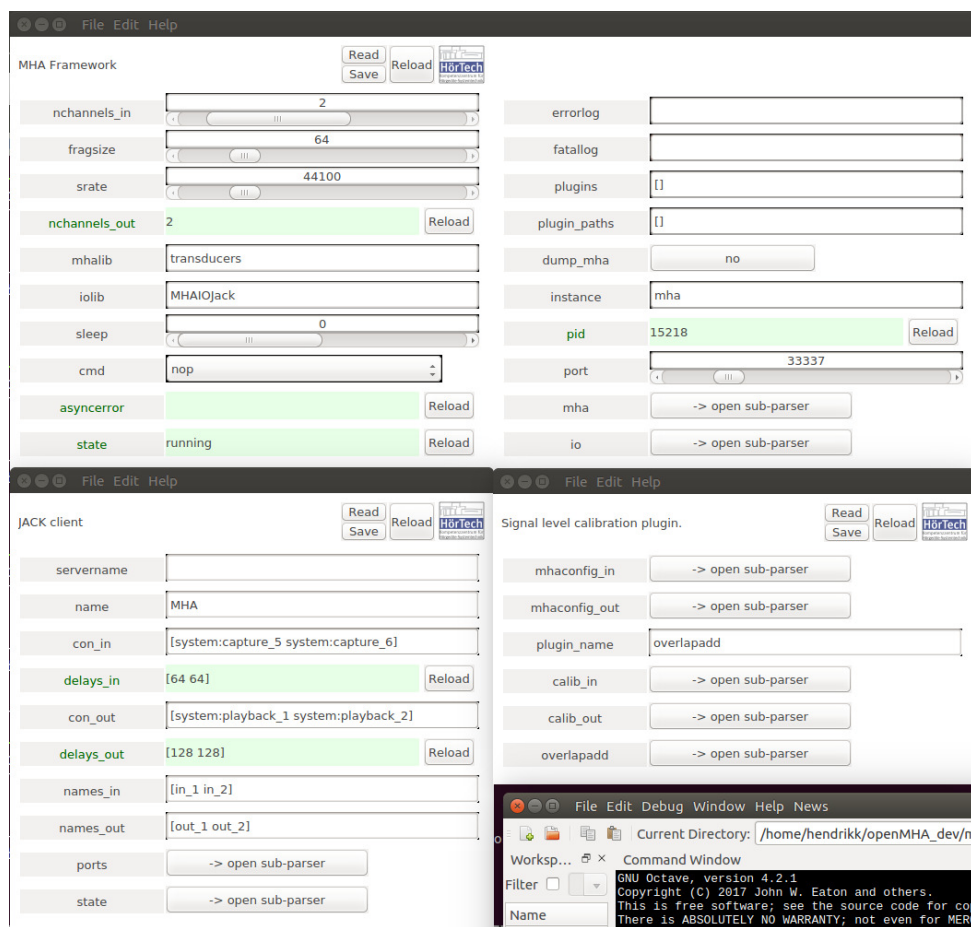 File Edit Help
MHA Framework
Read
Save
Reload
HörTech
nchannels_in 2
fragsize 64
srate 44100
nchannels_out 2 Reload
mhalib transducers
iolib MHAIOJack
sleep 0
cmd nop
asyncerror Reload
state running Reload
errorlog
fatallog
plugins []
plugin_paths []
dump_mha no
instance mha
pid 15218 Reload
port 33337
mha -> open sub-parser
io -> open sub-parser
File Edit Help
JACK client
Read
Save
Reload
HörTech
servername
name MHA
con_in [system:capture_5 system:capture_6]
delays_in [64 64] Reload
con_out [system:playback_1 system:playback_2]
delays_out [128 128] Reload
names_in [in_1 in_2]
names_out [out_1 out_2]
ports -> open sub-parser
state -> open sub-parser
File Edit Help
Signal level calibration plugin.
Read
Save
Reload
HörTech
mhaconfig_in -> open sub-parser
mhaconfig_out -> open sub-parser
plugin_name overlapadd
calib_in -> open sub-parser
calib_out -> open sub-parser
overlapadd -> open sub-parser
File Edit Debug Window Help News
Current Directory: /home/hendrikk/openMHA_dev/m
Worksp... Command Window
Filter
Name
GNU Octave, version 4.2.1
Copyright (C) 2017 John W. Eaton and others.
This is free software; see the source code for co
There is ABSOLUTELY NO WARRANTY; not even for MER